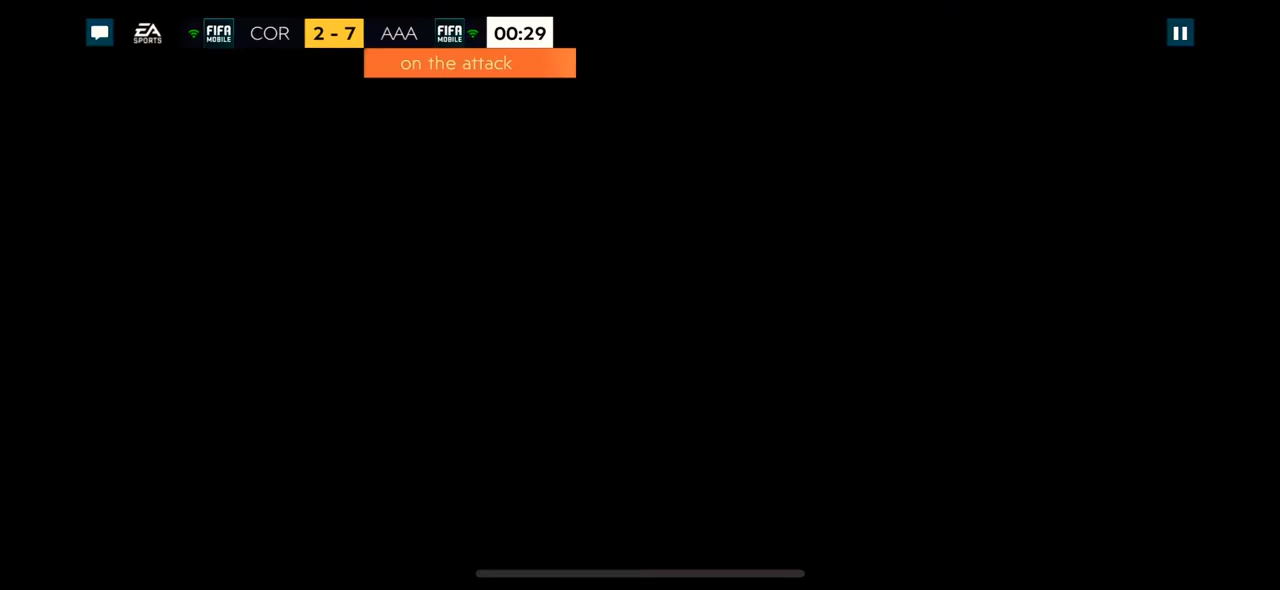 EA SPORTS FIFA MOBILE COR 2 - 7 AAA FIFA MOBILE 00:29
on the attack